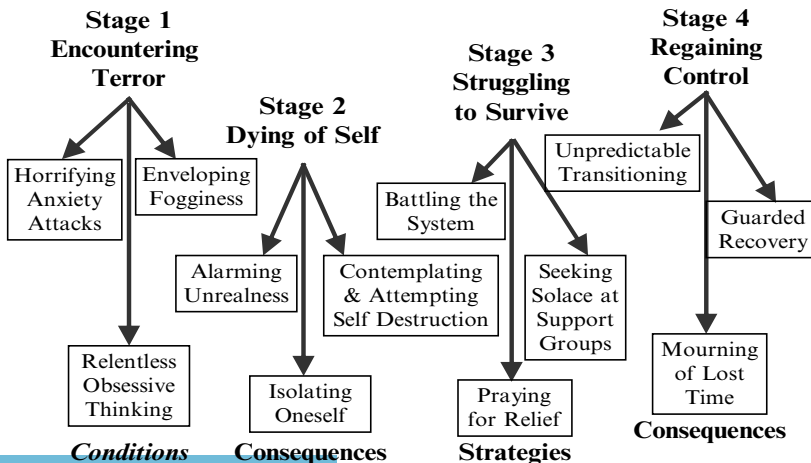 Stage 1
Encountering
Terror
Horrifying
Anxiety
Attacks
Enveloping
Fogginess
Relentless
Obsessive
Thinking
Conditions
Stage 2
Dying of Self
Alarming
Unrealness
Contemplating
& Attempting
Self Destruction
Isolating
Oneself
Consequences
Stage 3
Struggling
to Survive
Battling the
System
Seeking
Solace at
Support
Groups
Praying
for Relief
Strategies
Stage 4
Regaining
Control
Unpredictable
Transitioning
Guarded
Recovery
Mourning
of Lost
Time
Consequences